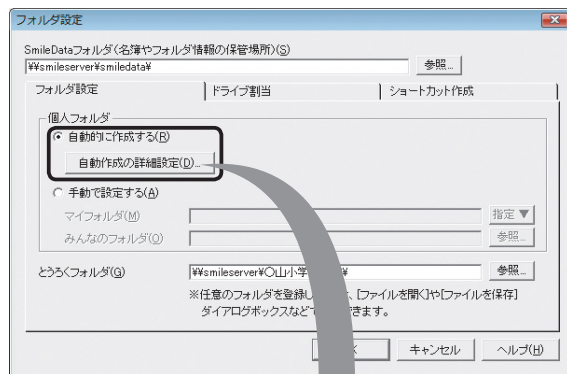 フォルダ設定
SmileDataフォルダ(名簿やフォルダ情報の保管場所)(S)
¥¥smileserver¥smiledata¥
参照...
フォルダ設定 ドライブ割当 ショートカット作成
個人フォルダ
自動的に作成する(R)
自動作成の詳細設定(D)...
手動で設定する(A)
マイフォルダ(M) 指定▼
みんなのフォルダ(O) 参照...
とうろくフォルダ(G) ¥¥smileserver¥〇山小学 ¥ 参照...
※任意のフォルダを登録し 、[ファイルを開く]や[ファイルを保存]
ダイアログボックスなどで きます。
キャンセル ヘルプ(H)